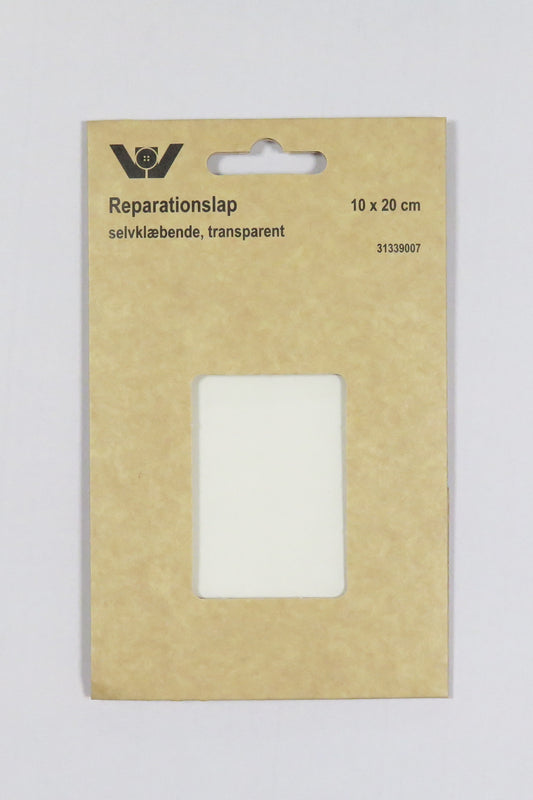 Reparationslap 10 x 20 cm
selvklæbende, transparent
31339007